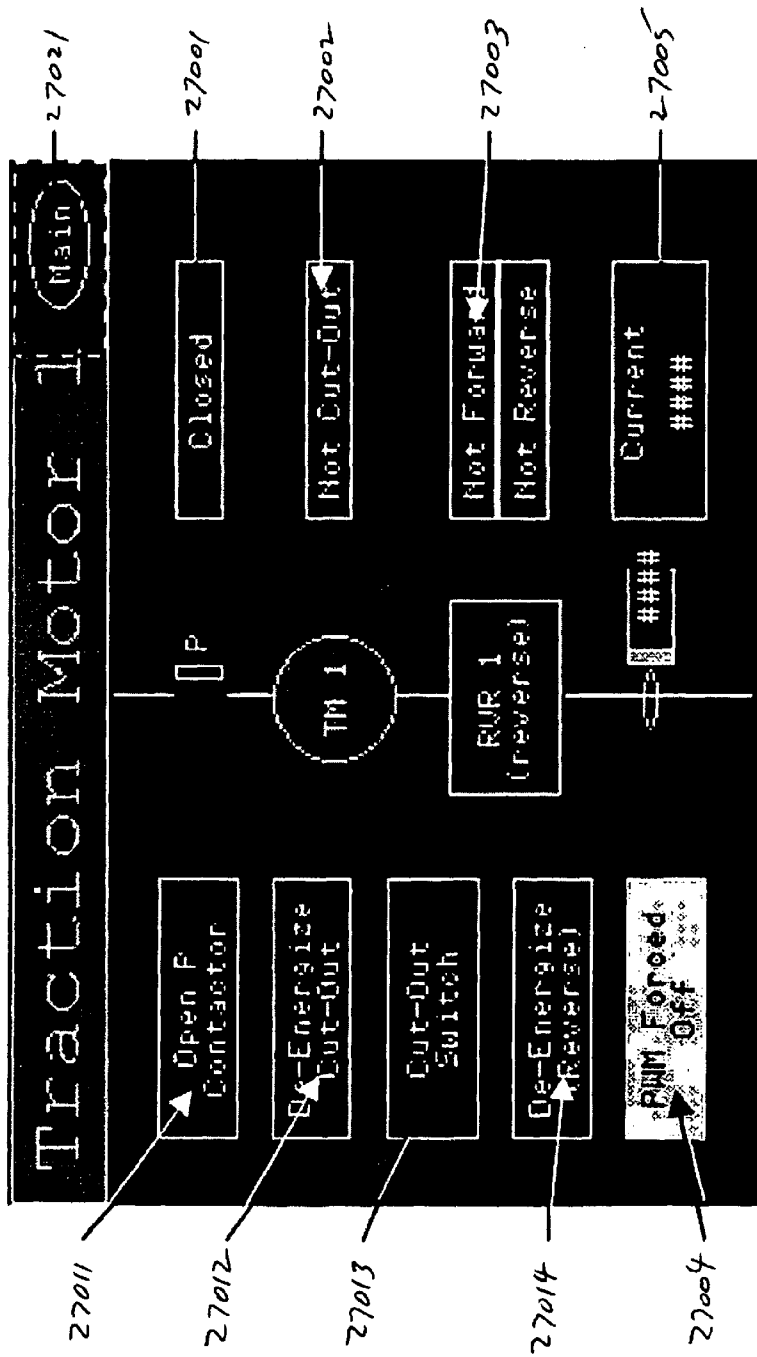 Traction Motor 1
Main
27021
27011
Open P
Contactor
P
Closed
27001
27012
De-Energize
Cut-Out
TM 1
Not Cut-Out
27002
27013
Cut-Out
Switch
27014
De-Energize
(Reverse)
RVR 1
(reverse)
Not Forward
Not Reverse
27003
27004
PWM Forced
Off
####
Current
####
27005